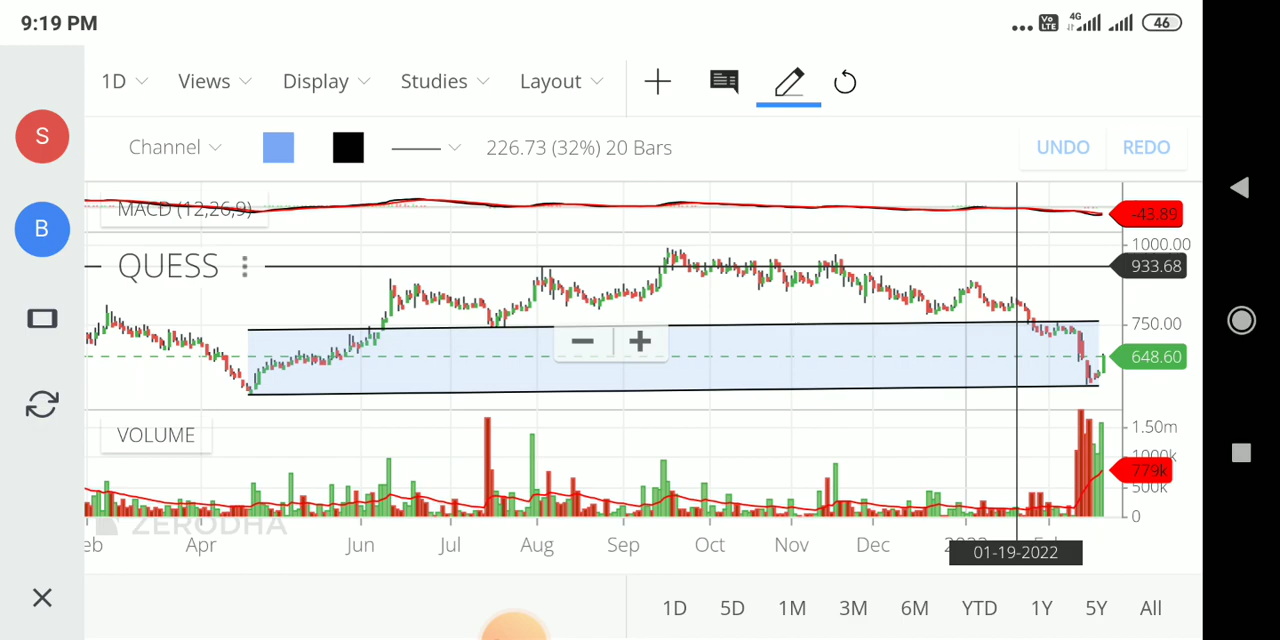 9:19 PM
Vo LTE 4G 46
1D Views Display Studies Layout
S
Channel 226.73 (32%) 20 Bars UNDO REDO
MACD (12,26,9)
-43.89
B
1000.00
QUESS
933.68
750.00
648.60
VOLUME
1.50m
1000k
779k
500k
0
ZERODHA
Apr Jun Jul Aug Sep Oct Nov Dec
01-19-2022
1D 5D 1M 3M 6M YTD 1Y 5Y All